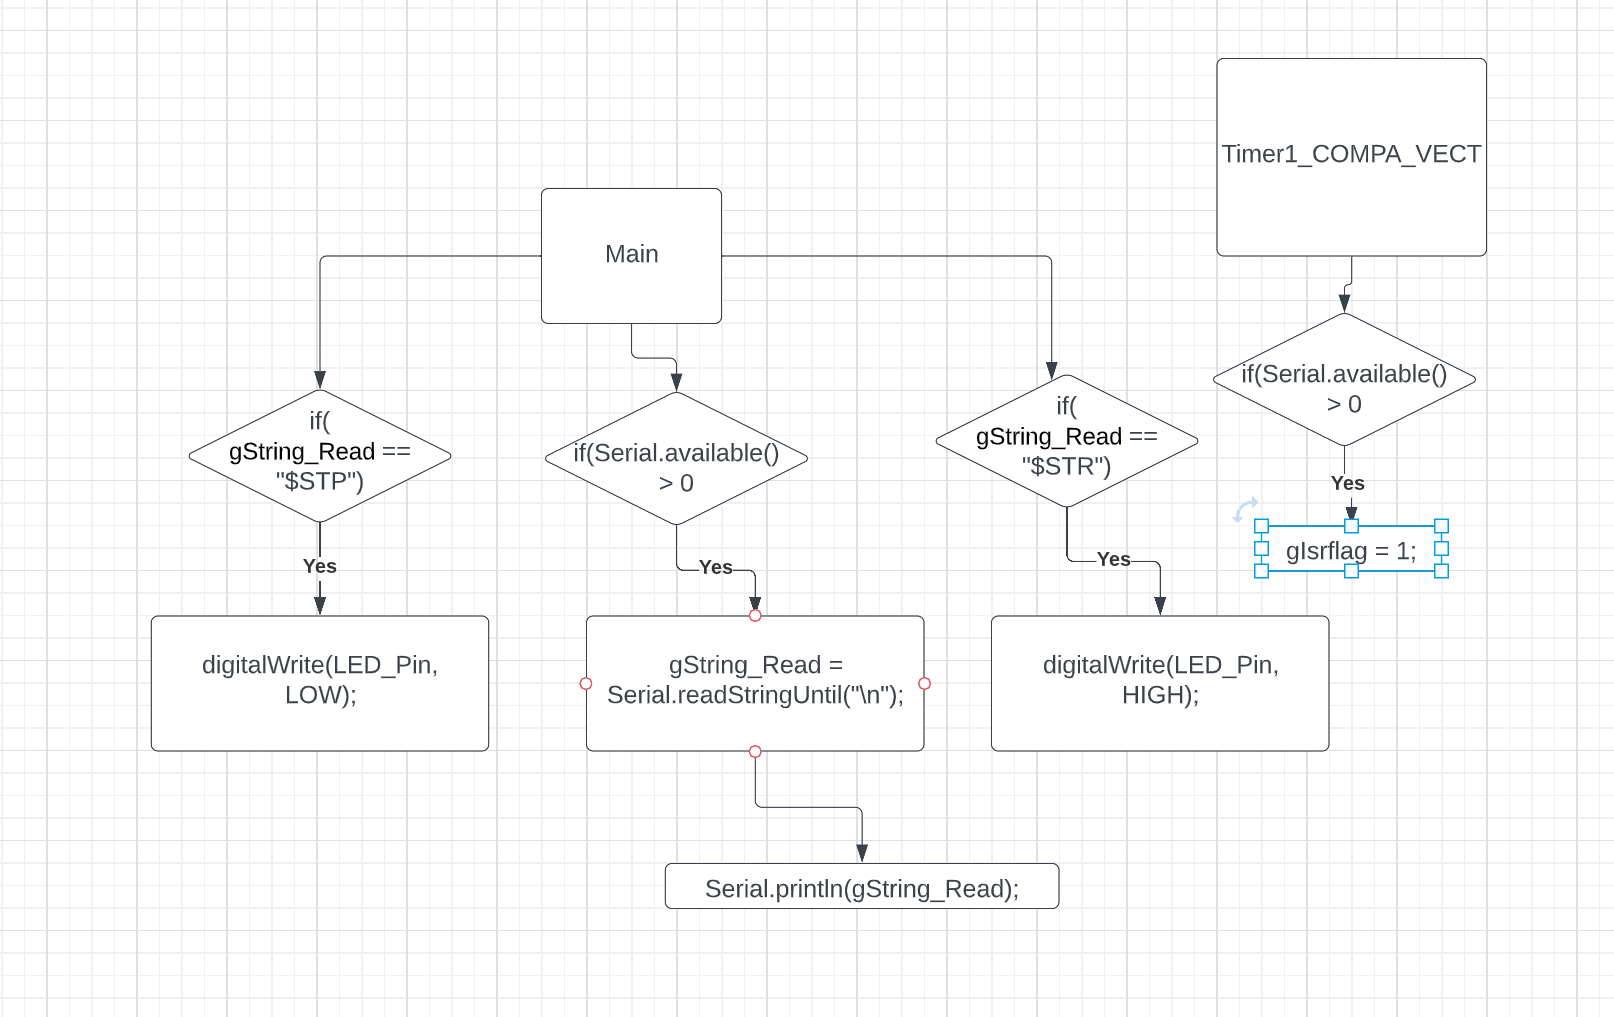 Timer1_COMPA_VECT
Main
if(
gString_Read ==
"$STP")
if(Serial.available()
> 0
if(
gString_Read ==
"$STR")
if(Serial.available()
> 0
Yes
Yes
Yes
Yes
gIsrflag = 1;
digitalWrite(LED_Pin,
LOW);
gString_Read =
Serial.readStringUntil("\n");
digitalWrite(LED_Pin,
HIGH);
Serial.println(gString_Read);